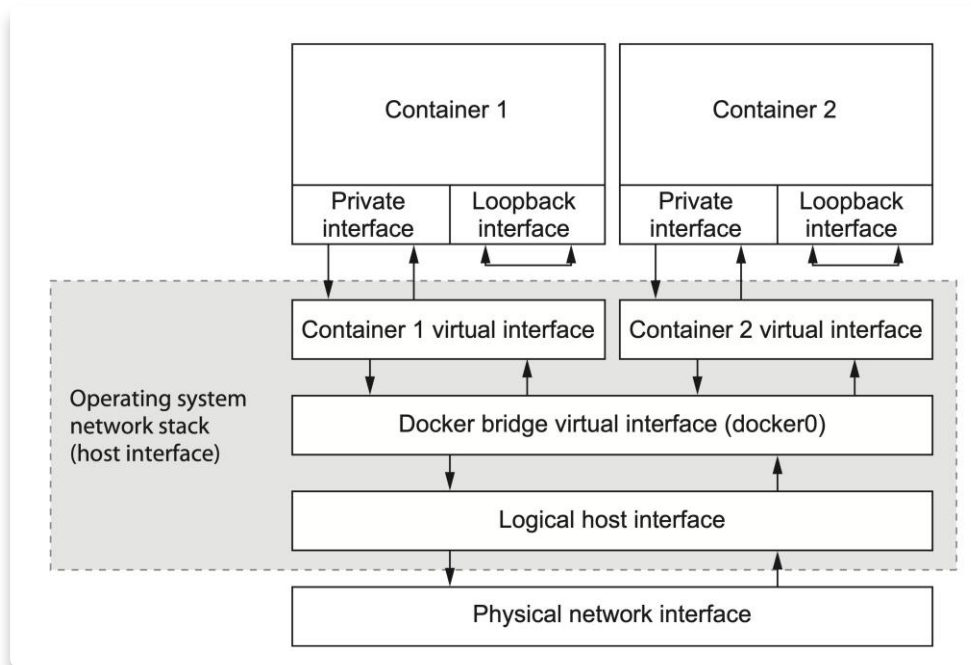 Container 1
Container 2
Private
interface
Loopback
interface
Private
interface
Loopback
interface
Container 1 virtual interface
Container 2 virtual interface
Operating system
network stack
(host interface)
Docker bridge virtual interface (docker0)
Logical host interface
Physical network interface